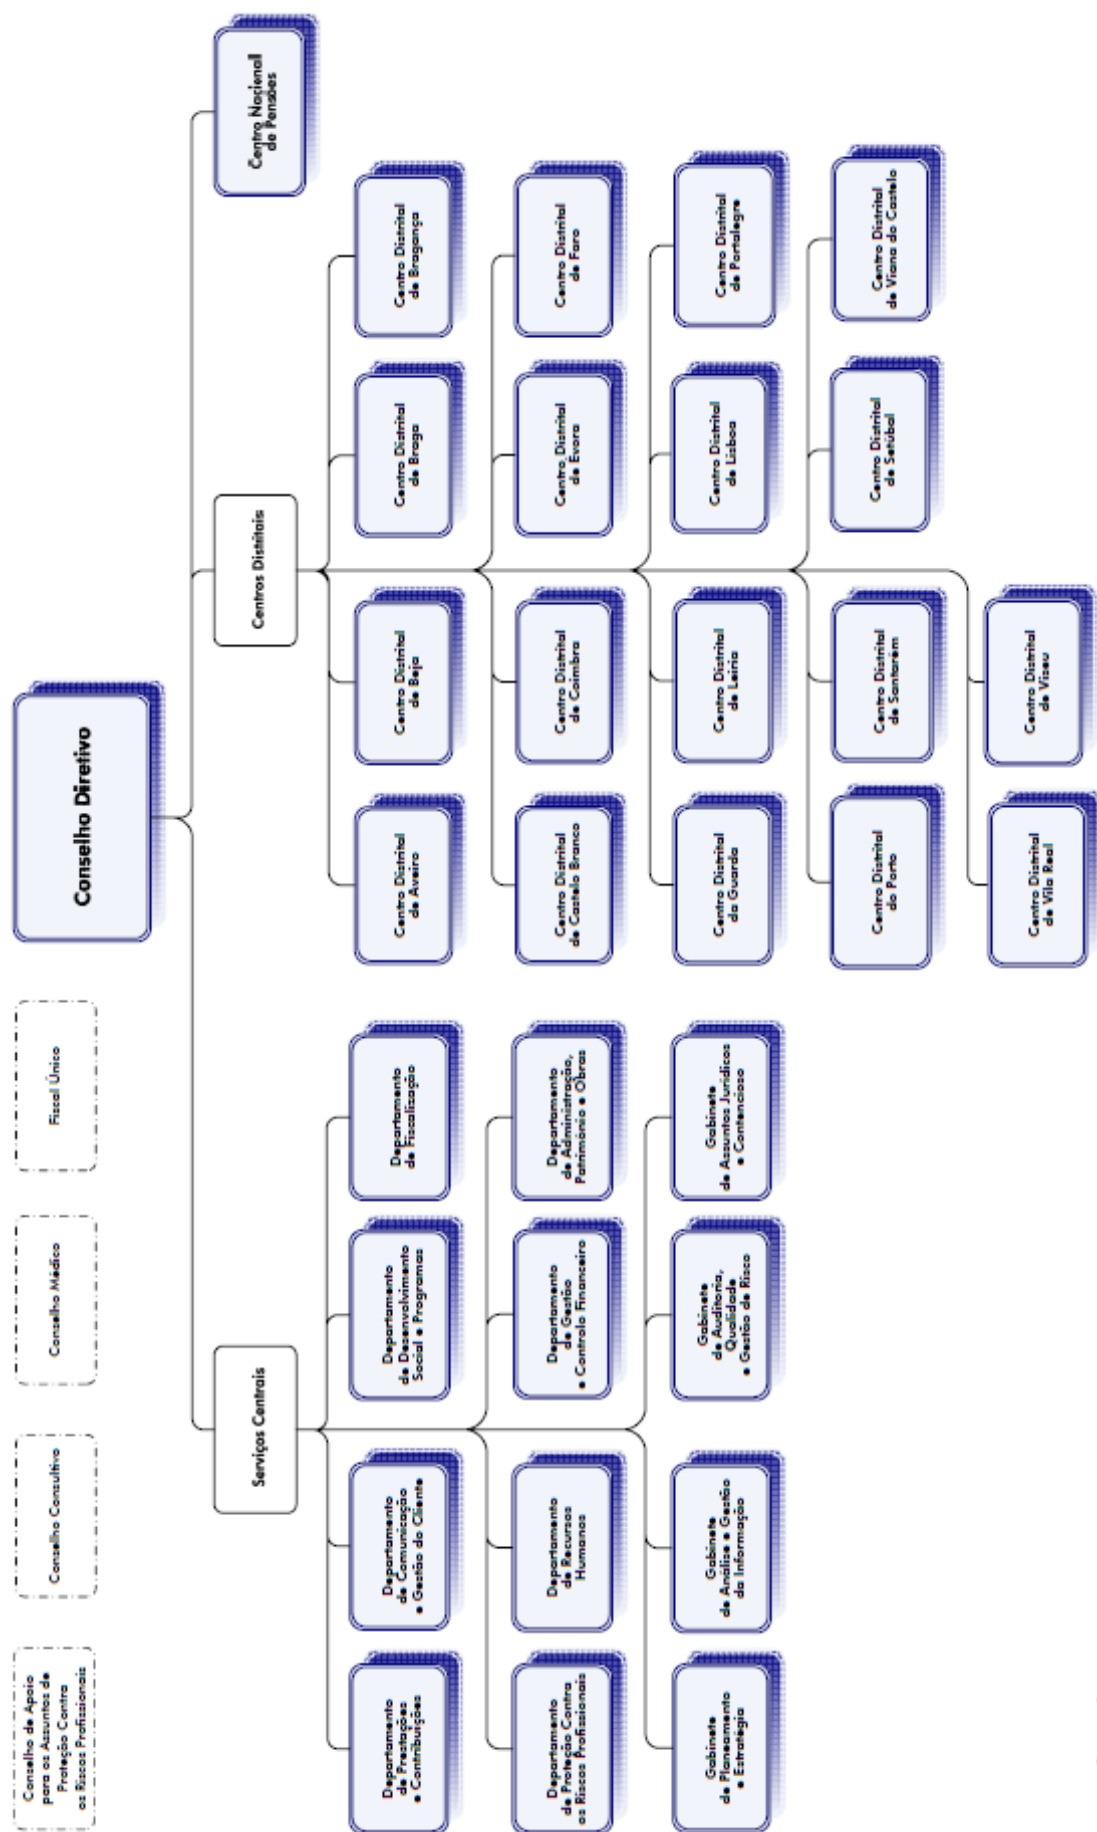 Conselho de Apoio
para os Assuntos de
Proteção Contra
os Riscos Profissionais
Conselho Consultivo
Conselho Médico
Fiscal Único
Conselho Diretivo
Serviços Centrais
Centros Distritais
Centro Nacional
de Pensões
Departamento
de Prestações
e Contribuições
Departamento
de Comunicação
e Gestão do Cliente
Departamento
de Desenvolvimento
Social e Programas
Departamento
de Fiscalização
Centro Distrital
de Aveiro
Centro Distrital
de Beja
Centro Distrital
de Braga
Centro Distrital
de Bragança
Departamento
de Proteção Contra
os Riscos Profissionais
Departamento
de Recursos
Humanos
Departamento
de Gestão
e Controlo Financeiro
Departamento
de Administração,
Património e Obras
Centro Distrital
de Castelo Branco
Centro Distrital
de Coimbra
Centro Distrital
de Évora
Centro Distrital
de Faro
Gabinete
de Planeamento
e Estratégia
Gabinete
de Análise e Gestão
da Informação
Gabinete
de Auditoria,
Qualidade
e Gestão de Risco
Gabinete
de Assuntos Jurídicos
e Contencioso
Centro Distrital
da Guarda
Centro Distrital
de Leiria
Centro Distrital
de Lisboa
Centro Distrital
de Portalegre
Centro Distrital
do Porto
Centro Distrital
de Santarém
Centro Distrital
de Setúbal
Centro Distrital
de Viana do Castelo
Centro Distrital
de Vila Real
Centro Distrital
de Viseu